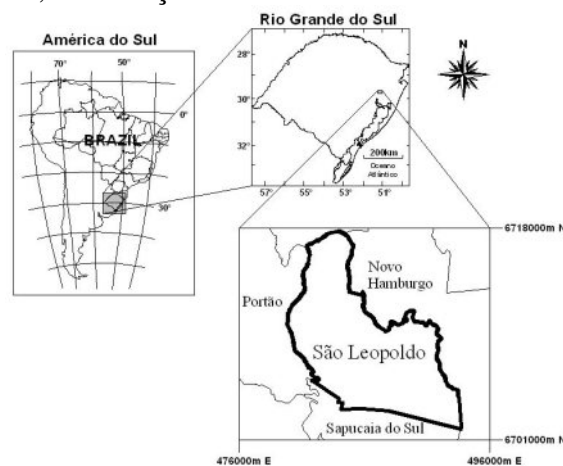 Rio Grande do Sul
América do Sul
N
70°
50°
0°
BRAZIL
30°
28°
30°
32°
200km
Oceano
Atlântico
57°
55°
53°
51°
6718000m N
Novo
Hamburgo
Portão
São Leopoldo
Sapucaia do Sul
6701000m N
476000m E
496000m E